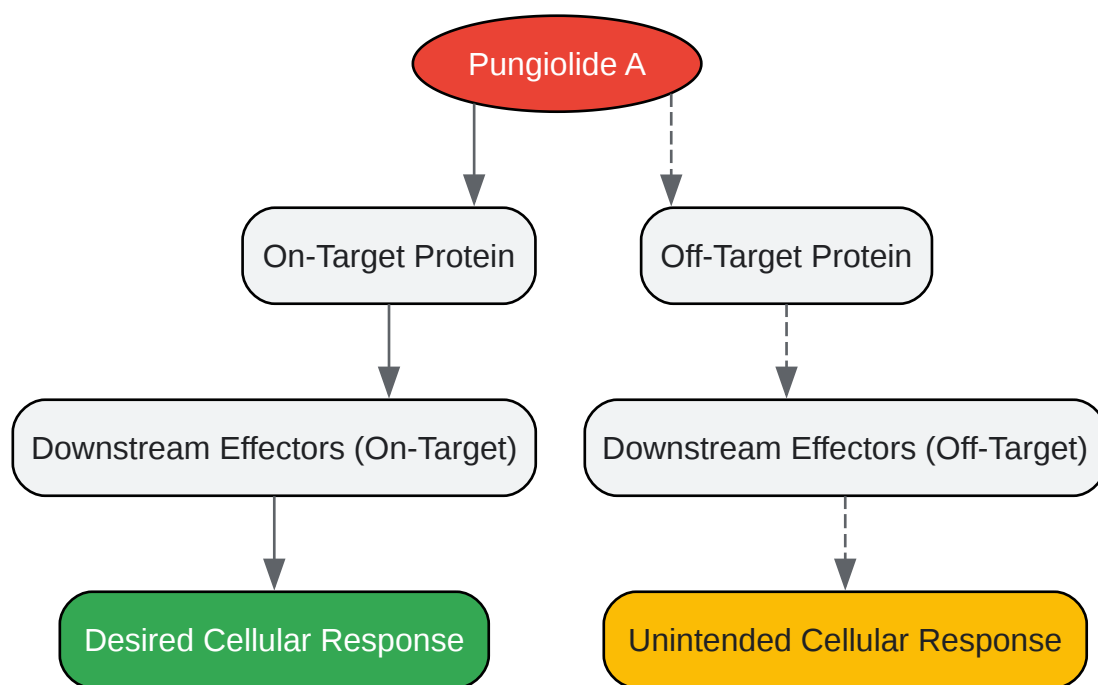 Pungiolide A
On-Target Protein
Off-Target Protein
Downstream Effectors (On-Target)
Downstream Effectors (Off-Target)
Desired Cellular Response
Unintended Cellular Response